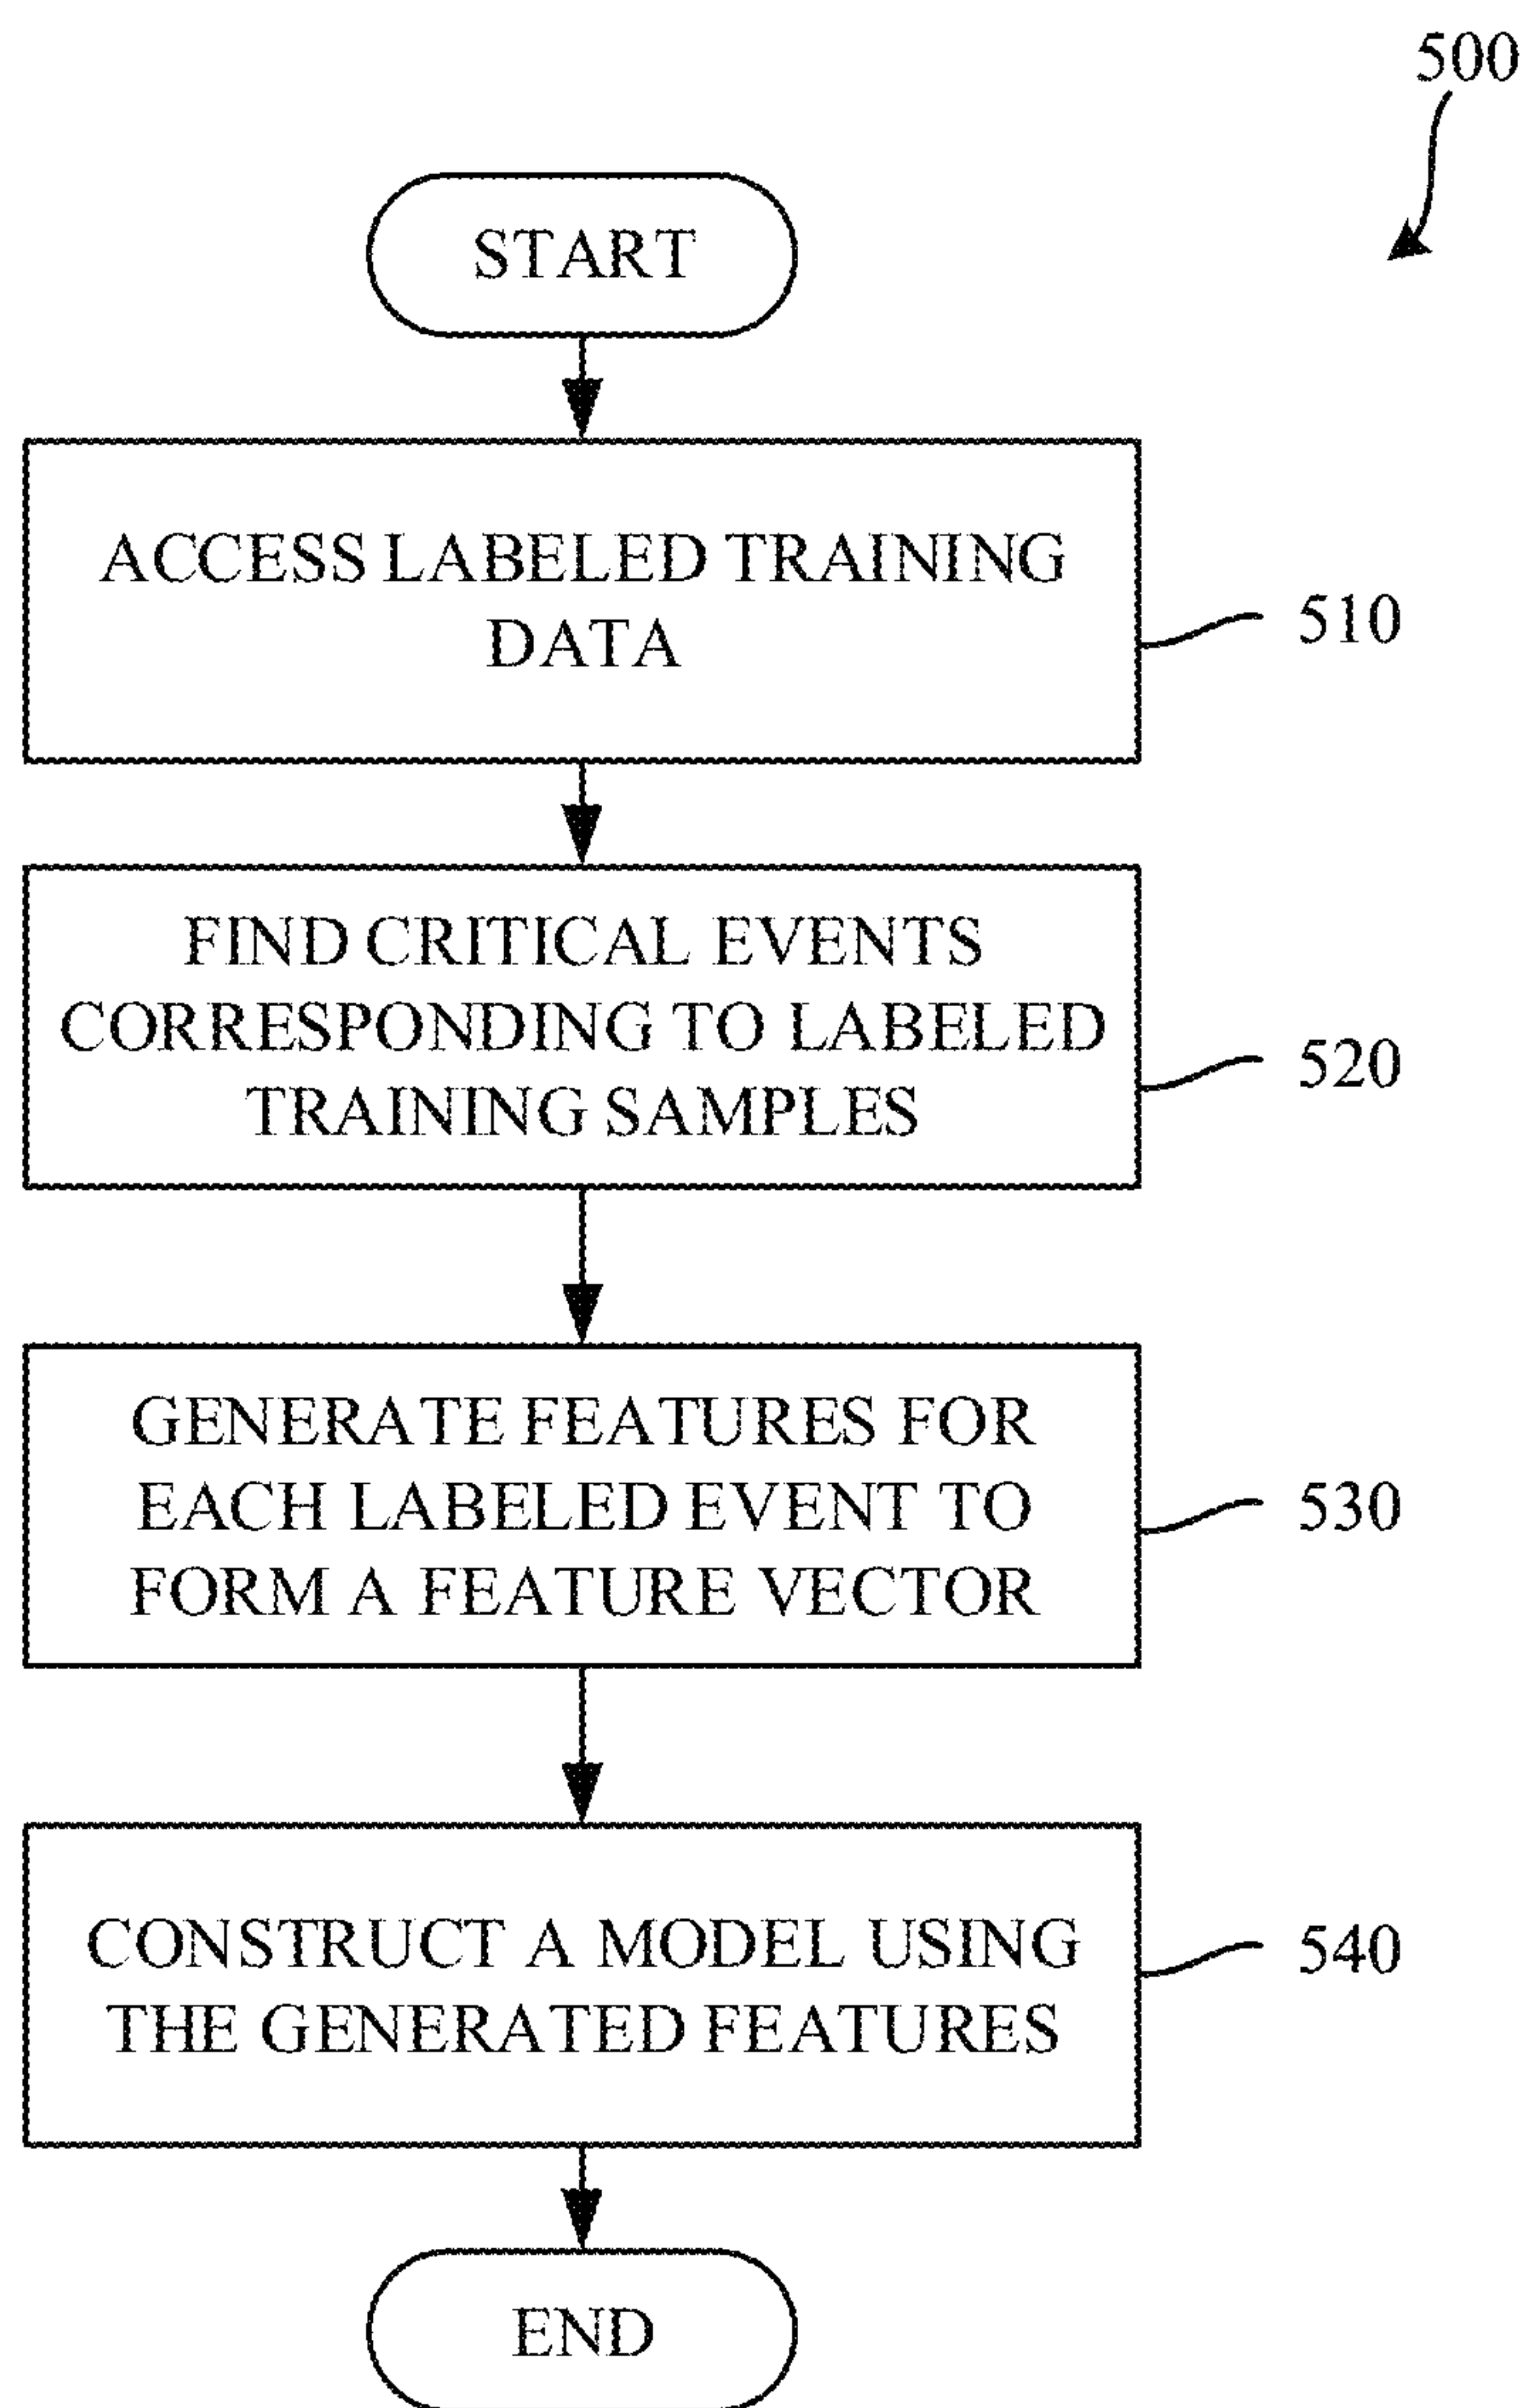 500
START
ACCESS LABELED TRAINING
DATA
510
FIND CRITICAL EVENTS
CORRESPONDING TO LABELED
TRAINING SAMPLES
520
GENERATE FEATURES FOR
EACH LABELED EVENT TO
FORM A FEATURE VECTOR
530
CONSTRUCT A MODEL USING
THE GENERATED FEATURES
540
END